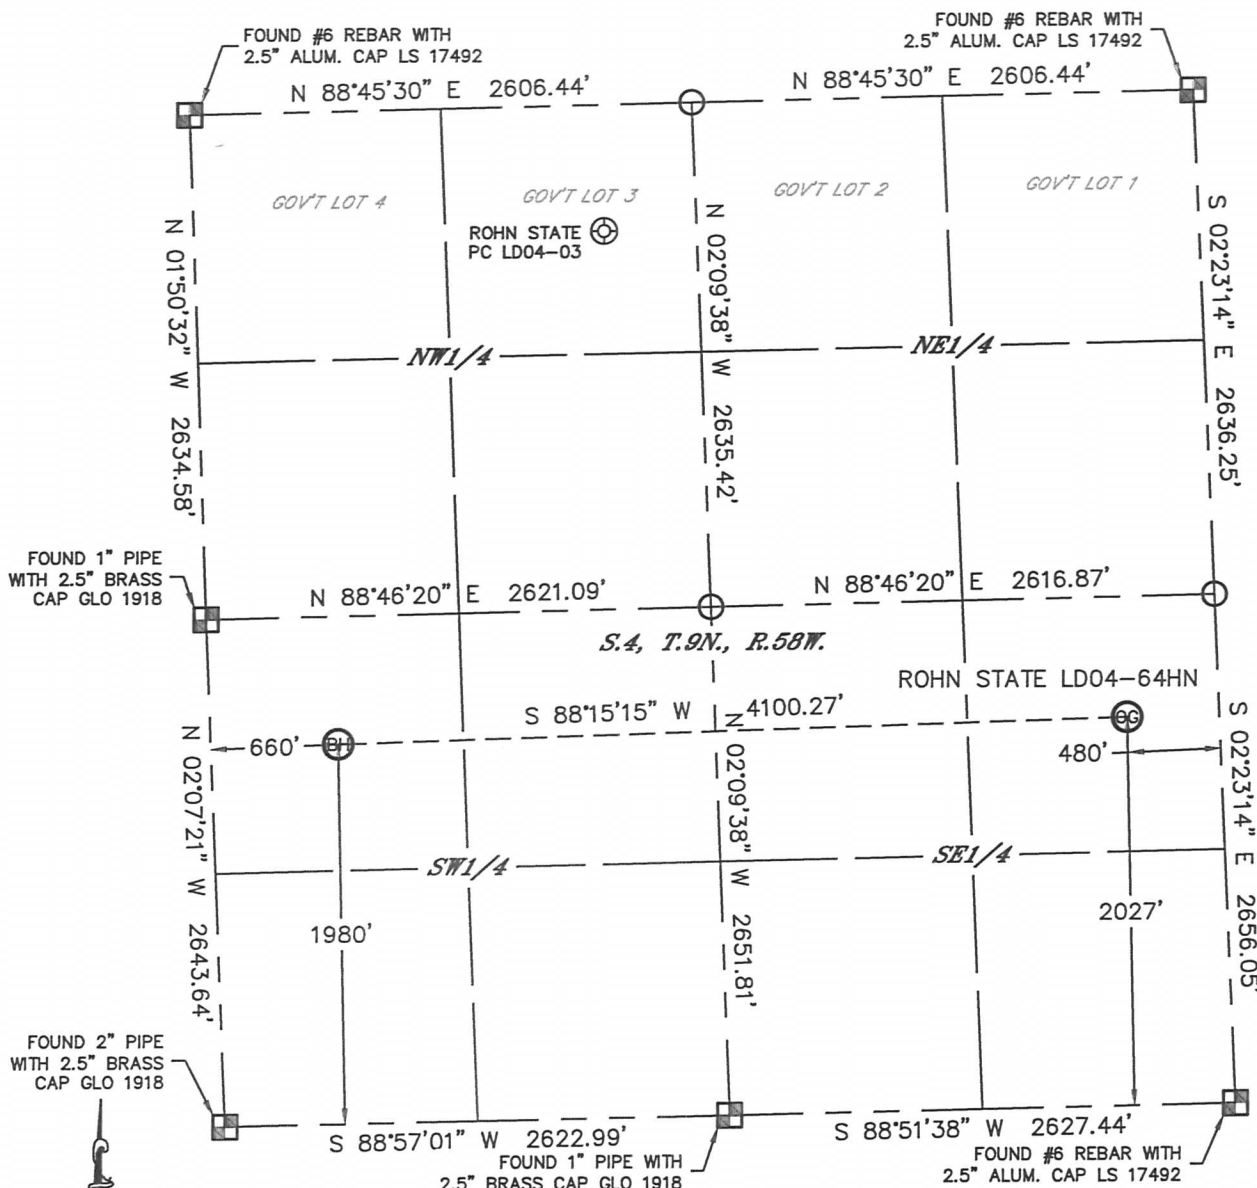 FOUND #6 REBAR WITH
2.5" ALUM. CAP LS 17492
FOUND #6 REBAR WITH
2.5" ALUM. CAP LS 17492
N 88°45'30" E 2606.44'
N 88°45'30" E 2606.44'
GOV'T LOT 4
GOV'T LOT 3
GOV'T LOT 2
GOV'T LOT 1
ROHN STATE
PC LD04-03
N 01°50'32" W 2634.58'
N 02°09'38" W 2635.42'
S 02°23'14" E 2636.25'
NW1/4
NE1/4
FOUND 1" PIPE
WITH 2.5" BRASS
CAP GLO 1918
N 88°46'20" E 2621.09'
N 88°46'20" E 2616.87'
S.4, T.9N., R.58W.
ROHN STATE LD04-64HN
S 88°15'15" W 4100.27'
660'
BH
OG
480'
N 02°07'21" W 2643.64'
N 02°09'38" W 2651.81'
S 02°23'14" E 2656.05'
SW1/4
SE1/4
1980'
2027'
FOUND 2" PIPE
WITH 2.5" BRASS
CAP GLO 1918
S 88°57'01" W 2622.99'
S 88°51'38" W 2627.44'
FOUND 1" PIPE WITH
2.5" BRASS CAP GLO 1918
FOUND #6 REBAR WITH
2.5" ALUM. CAP LS 17492